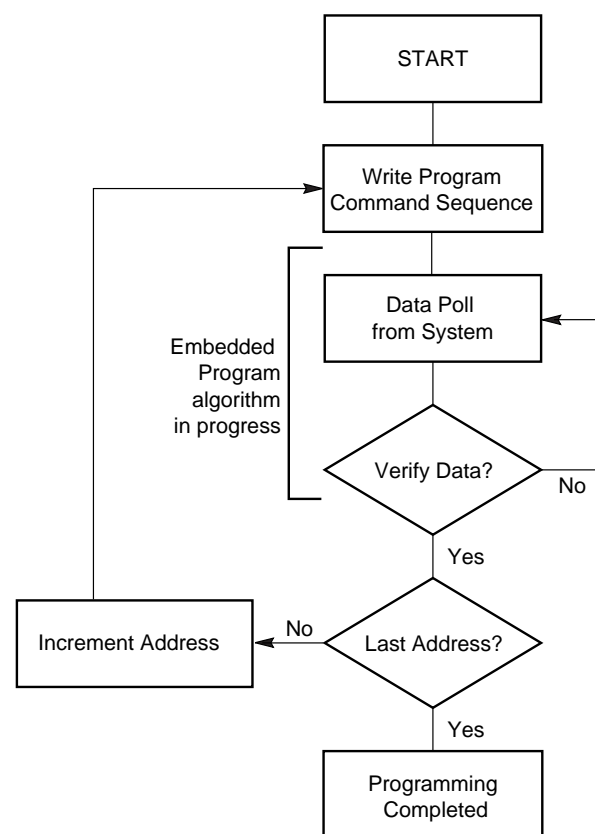 START
Write Program
Command Sequence
Data Poll
from System
Embedded
Program
algorithm
in progress
Verify Data?
No
Yes
No
Increment Address
Last Address?
Yes
Programming
Completed